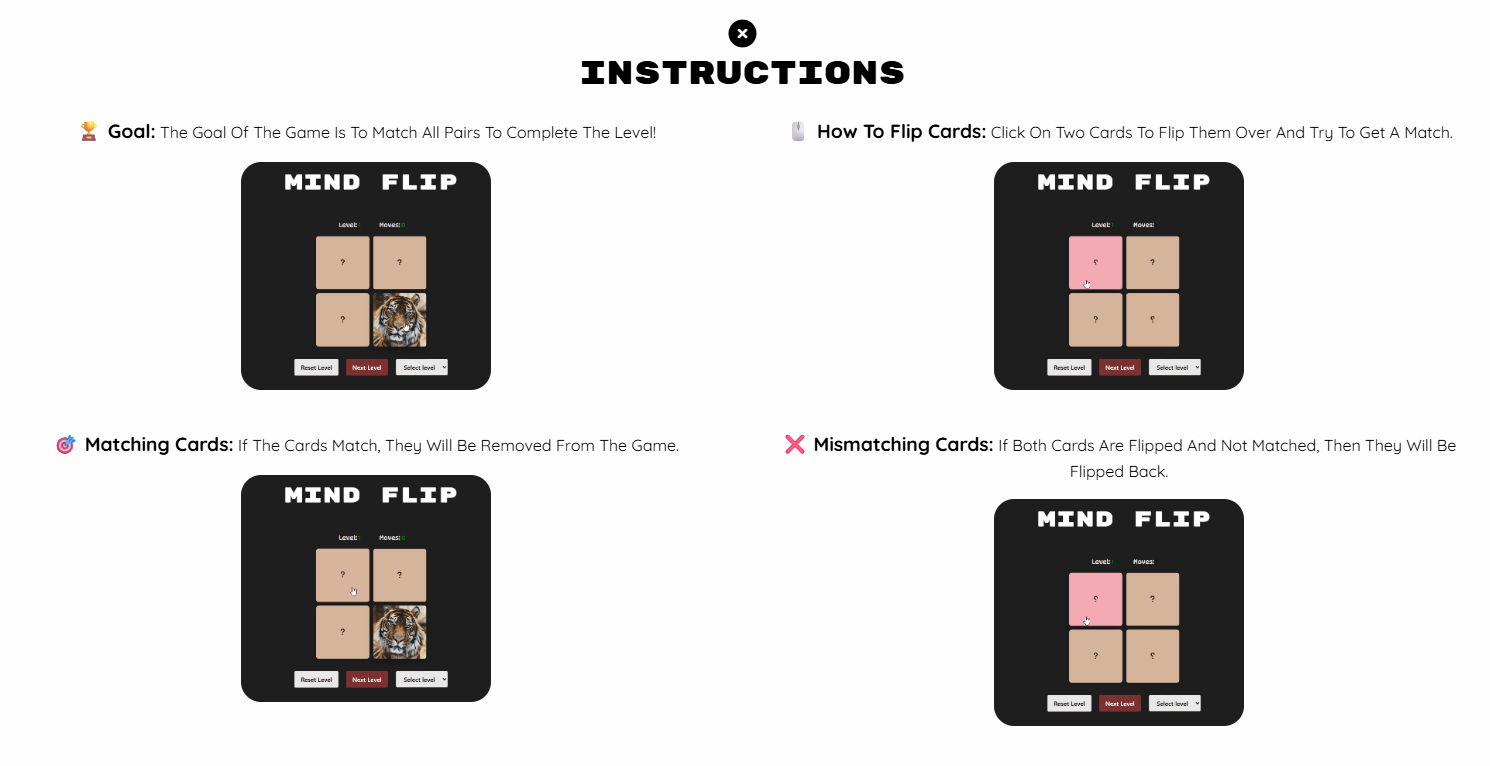 INSTRUCTIONS
🏆 Goal: The Goal Of The Game Is To Match All Pairs To Complete The Level!
MIND FLIP
Level: Moves:
? ?
?
Reset Level Next Level Select level
🖱️ How To Flip Cards: Click On Two Cards To Flip Them Over And Try To Get A Match.
MIND FLIP
Level: Moves:
? ?
? ?
Reset Level Next Level Select level
🎯 Matching Cards: If The Cards Match, They Will Be Removed From The Game.
MIND FLIP
Level: Moves:
? ?
?
Reset Level Next Level Select level
❌ Mismatching Cards: If Both Cards Are Flipped And Not Matched, Then They Will Be
Flipped Back.
MIND FLIP
Level: Moves:
? ?
? ?
Reset Level Next Level Select level